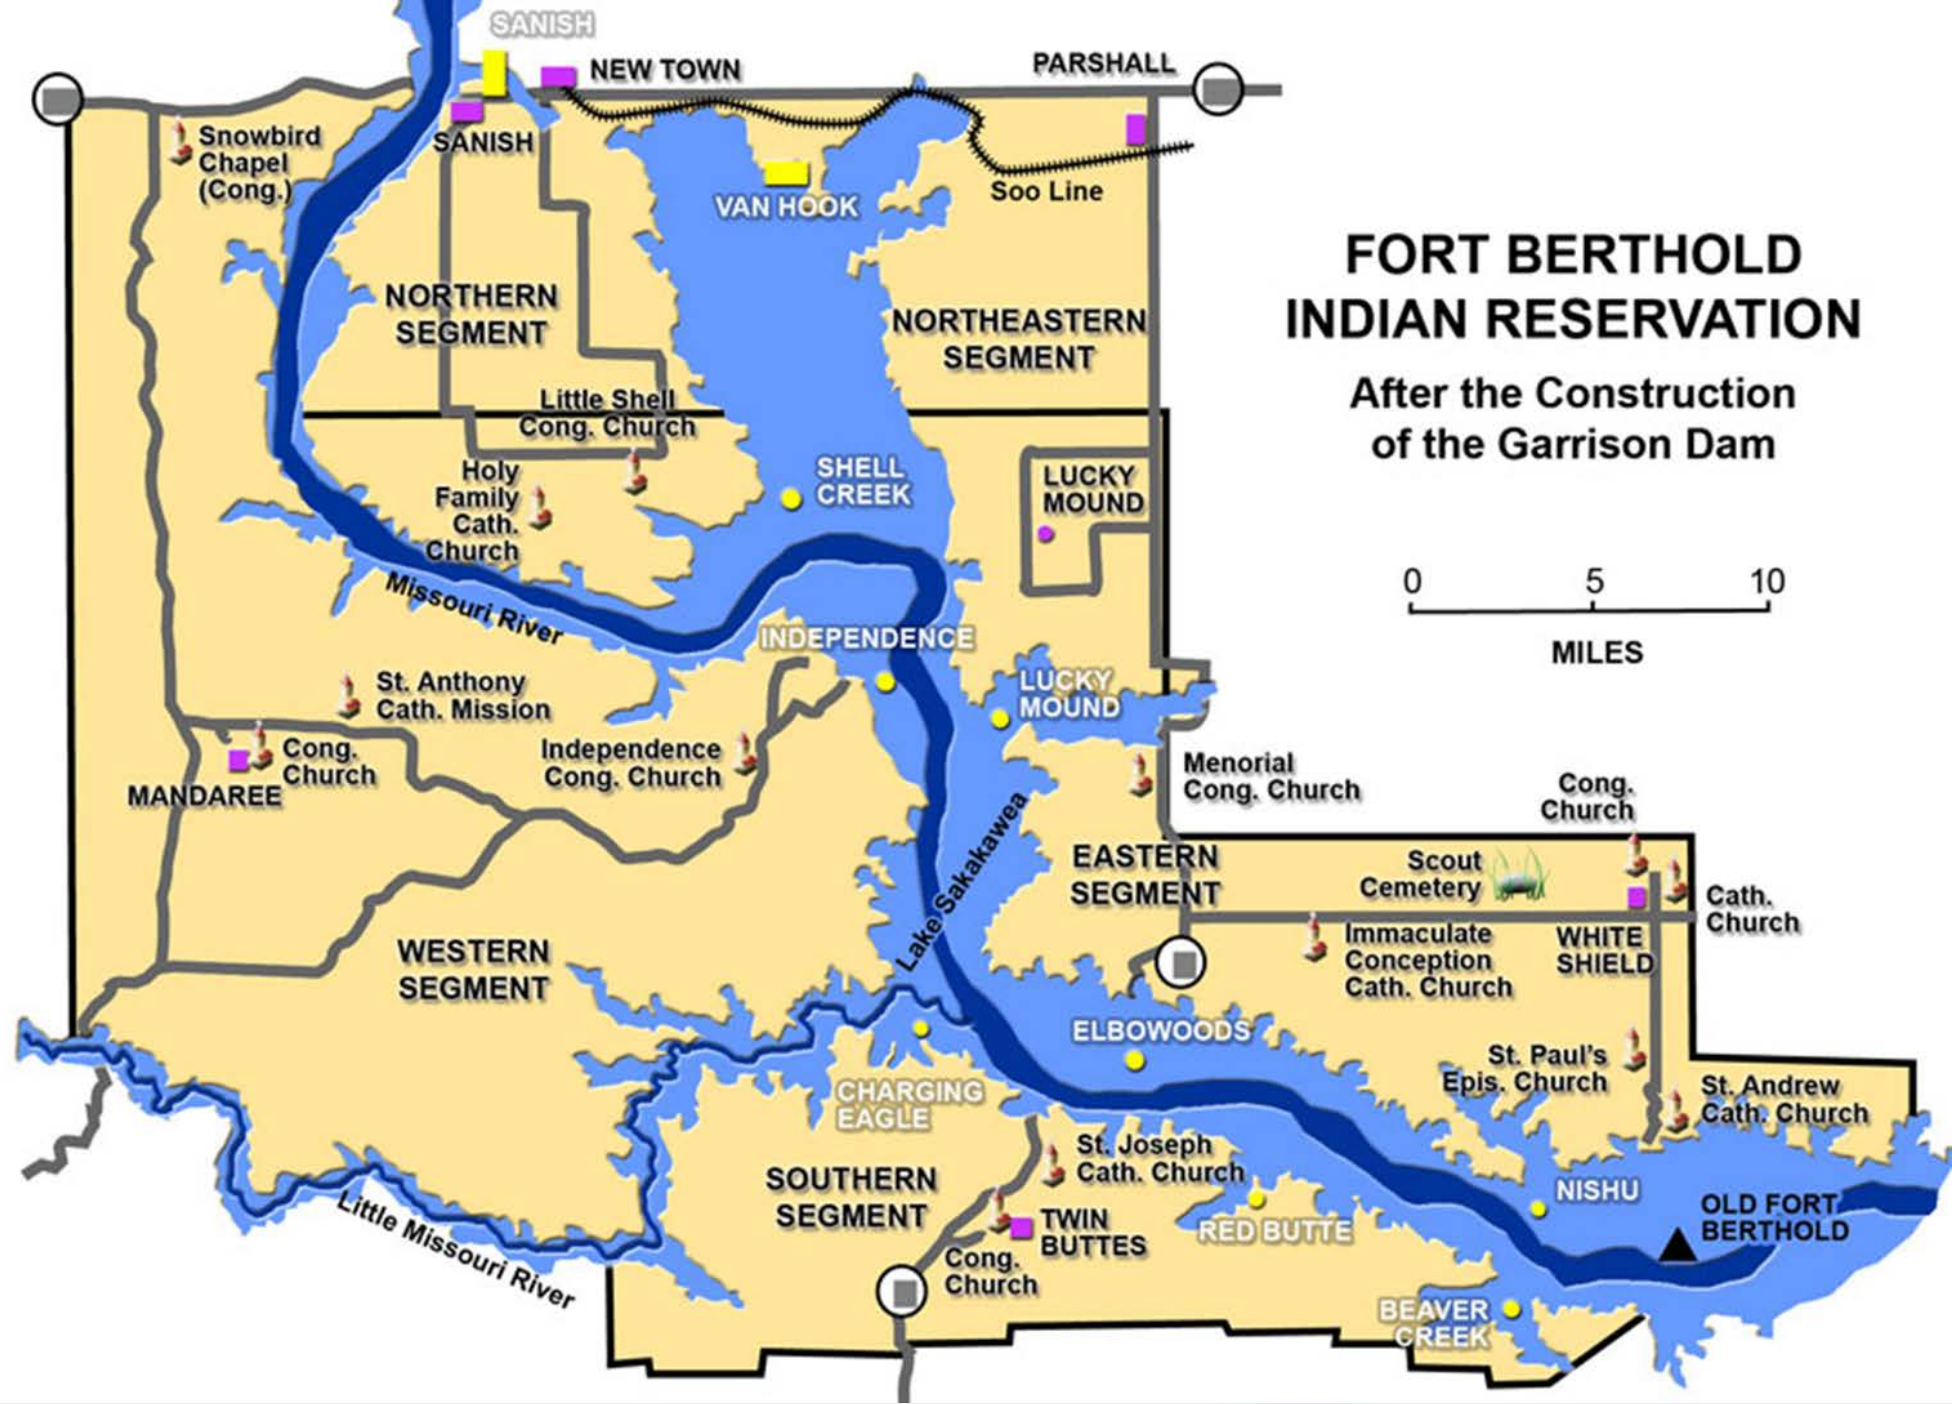 SANISH
NEW TOWN
PARSHALL
Snowbird
Chapel
(Cong.)
SANISH
VAN HOOK
Soo Line
FORT BERTHOLD
INDIAN RESERVATION
After the Construction
of the Garrison Dam
NORTHERN
SEGMENT
NORTHEASTERN
SEGMENT
Little Shell
Cong. Church
Holy
Family
Cath.
Church
SHELL
CREEK
LUCKY
MOUND
0 5 10
MILES
Missouri River
INDEPENDENCE
LUCKY
MOUND
St. Anthony
Cath. Mission
Cong.
Church
MANDAREE
Independence
Cong. Church
Menorial
Cong. Church
Cong.
Church
Lake Sakakawea
EASTERN
SEGMENT
Scout
Cemetery
Cath.
Church
Immaculate
Conception
Cath. Church
WHITE
SHIELD
WESTERN
SEGMENT
ELBOWOODS
St. Paul's
Epis. Church
St. Andrew
Cath. Church
CHARGING
EAGLE
St. Joseph
Cath. Church
SOUTHERN
SEGMENT
TWIN
BUTTES
Cong.
Church
RED BUTTE
NISHU
OLD FORT
BERTHOLD
Little Missouri River
BEAVER
CREEK